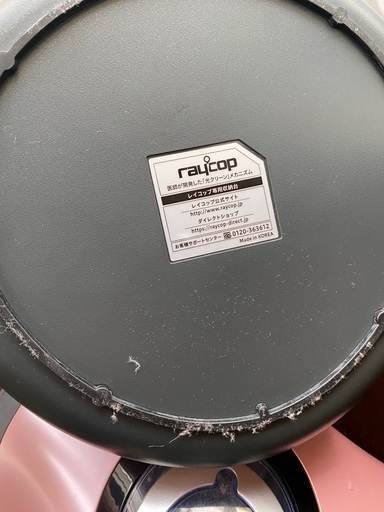 raycop
医師が開発した「光クリーン」メカニズム
レイコップ専用収納台
レイコップ公式サイト
http://www.raycop.jp
ダイレクトショップ
https://raycop-direct.jp
お客様サポートセンター 0120-363612
Made in KOREA